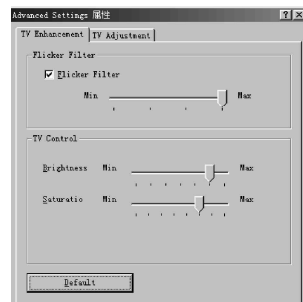 Advanced Settings 属性
TV Enhancement TV Adjustment
Flicker Filter
Flicker Filter
Min Max
TV Control
Brightness Min Max
Saturatio Min Max
Default